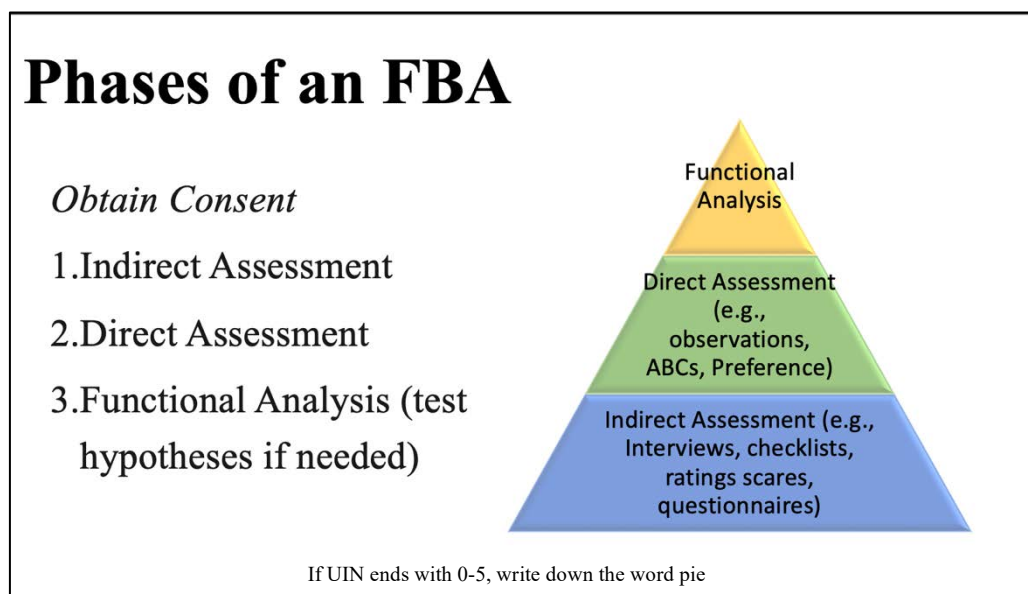 Phases of an FBA
Obtain Consent
1.Indirect Assessment
2.Direct Assessment
3.Functional Analysis (test
hypotheses if needed)
Functional
Analysis
Direct Assessment
(e.g.,
observations,
ABCs, Preference)
Indirect Assessment (e.g.,
Interviews, checklists,
ratings scares,
questionnaires)
If UIN ends with 0-5, write down the word pie